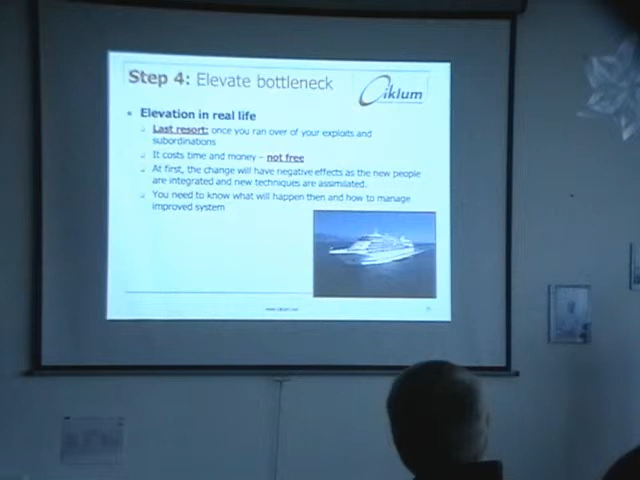 Step 4: Elevate bottleneck
Ciklum
Elevation in real life
Last resort: once you ran over of your exploits and
subordinations
It costs time and money – not free
At first, the change will have negative effects as the new people
are integrated and new techniques are assimilated.
You need to know what will happen then and how to manage
improved system
www.ciklum.net